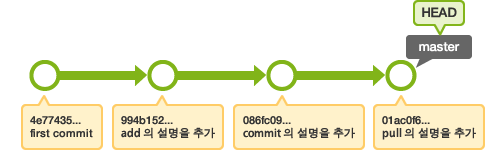 HEAD
master
4e77435...
first commit
994b152...
add 의 설명을 추가
086fc09...
commit 의 설명을 추가
01ac0f6...
pull 의 설명을 추가